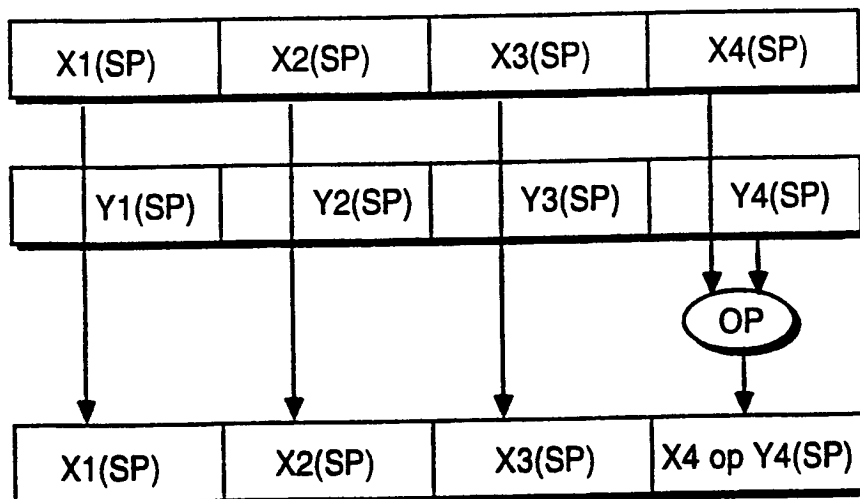 X1(SP) X2(SP) X3(SP) X4(SP)
Y1(SP) Y2(SP) Y3(SP) Y4(SP)
OP
X1(SP) X2(SP) X3(SP) X4 op Y4(SP)